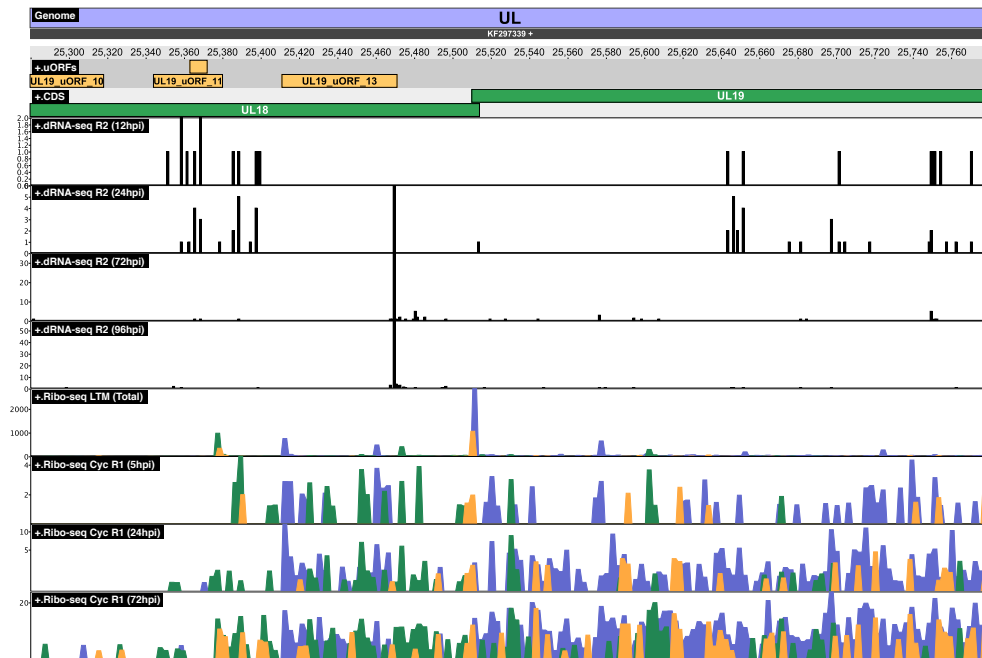 Genome
UL
KF297339 +
25,300 25,320 25,340 25,360 25,380 25,400 25,420 25,440 25,460 25,480 25,500 25,520 25,540 25,560 25,580 25,600 25,620 25,640 25,660 25,680 25,700 25,720 25,740 25,760
+.uORFs
UL19_uORF_10 UL19_uORF_11 UL19_uORF_13
+.CDS
UL19
UL18
+.dRNA-seq R2 (12hpi)
2.0
1.8
1.6
1.4
1.2
1.0
0.8
0.6
0.4
0.2
+.dRNA-seq R2 (24hpi)
5
4
3
2
1
0
+.dRNA-seq R2 (72hpi)
30
20
10
0
+.dRNA-seq R2 (96hpi)
50
40
30
20
10
0
+.Ribo-seq LTM (Total)
2000
1000
0
+.Ribo-seq Cyc R1 (5hpi)
4
2
+.Ribo-seq Cyc R1 (24hpi)
10
5
+.Ribo-seq Cyc R1 (72hpi)
20